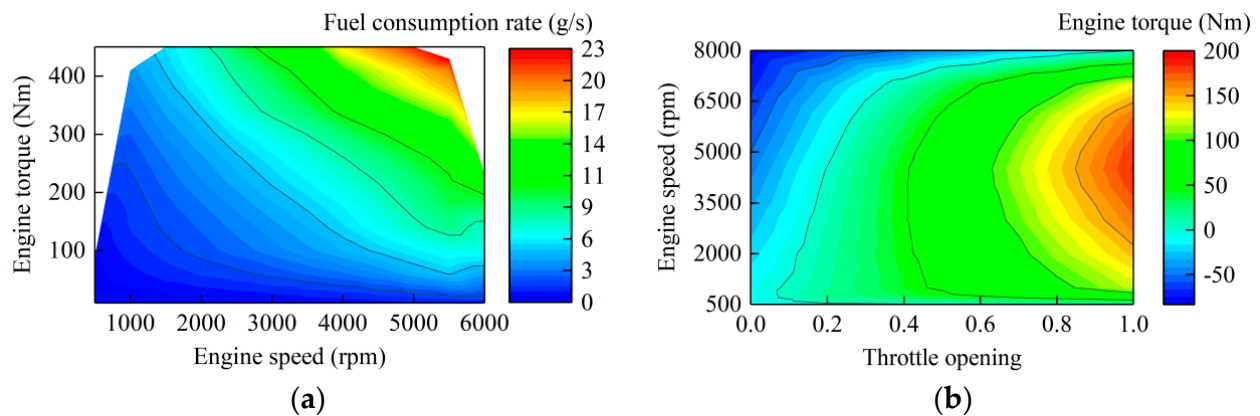 Fuel consumption rate (g/s)
Engine torque (Nm)
400
300
200
100
1000 2000 3000 4000 5000 6000
Engine speed (rpm)
23
20
17
14
11
9
6
3
0
(a)
Engine torque (Nm)
Engine speed (rpm)
8000
6500
5000
3500
2000
500
0.0 0.2 0.4 0.6 0.8 1.0
Throttle opening
200
150
100
50
0
-50
(b)